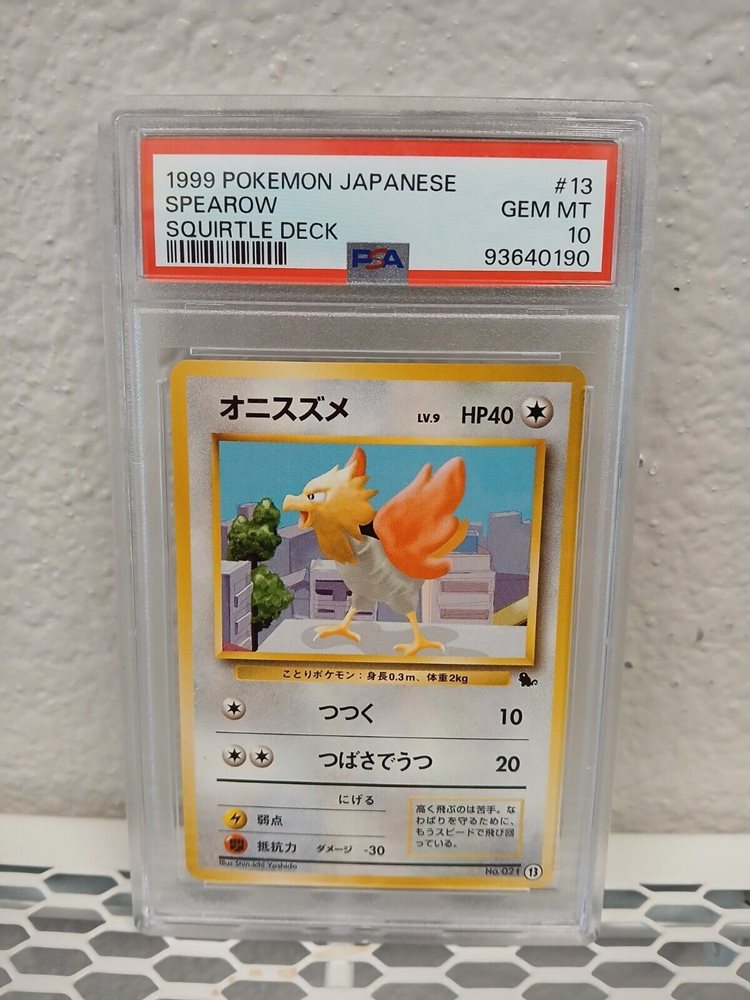 1999 POKEMON JAPANESE #13
SPEAROW GEM MT
SQUIRTLE DECK 10
PSA 93640190
オニスズメ LV.9 HP40
ことりポケモン：身長0.3m、体重2kg
つつく 10
つばさでうつ 20
にげる
弱点
抵抗力 ダメージ -30
高く飛ぶのは苦手。な
わばりを守るために、
もうスピードで飛び回
っている。
Illus. Shin-ichi Yoshida
No. 021 13